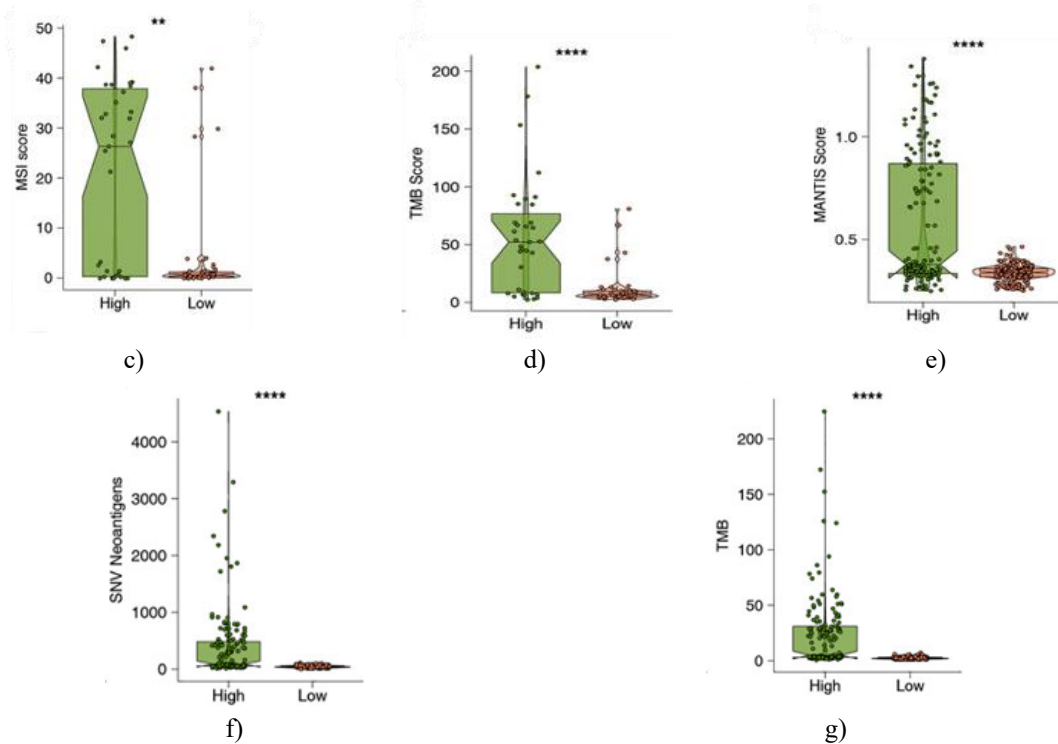 **
50
40
30
20
10
0
MSI score
High Low
c)
****
200
150
100
50
0
TMB Score
High Low
d)
****
1.0
0.5
MANTIS Score
High Low
e)
****
4000
3000
2000
1000
0
SNV Neoantigens
High Low
f)
****
200
150
100
50
0
TMB
High Low
g)